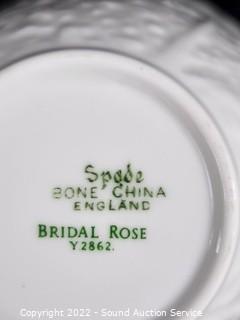 Spode
BONE CHINA
ENGLAND
BRIDAL ROSE
Y2862.
Copyright 2022 - Sound Auction Service